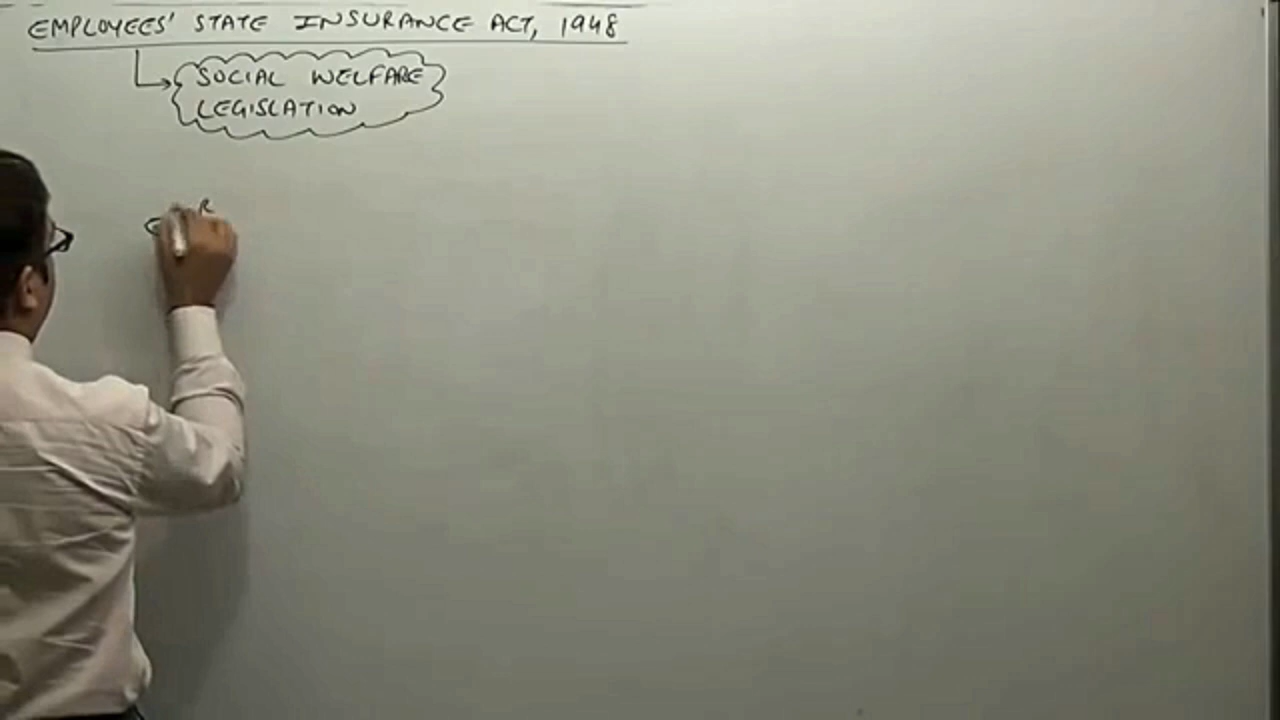 EMPLOYEES' STATE INSURANCE ACT, 1948
SOCIAL WELFARE
LEGISLATION